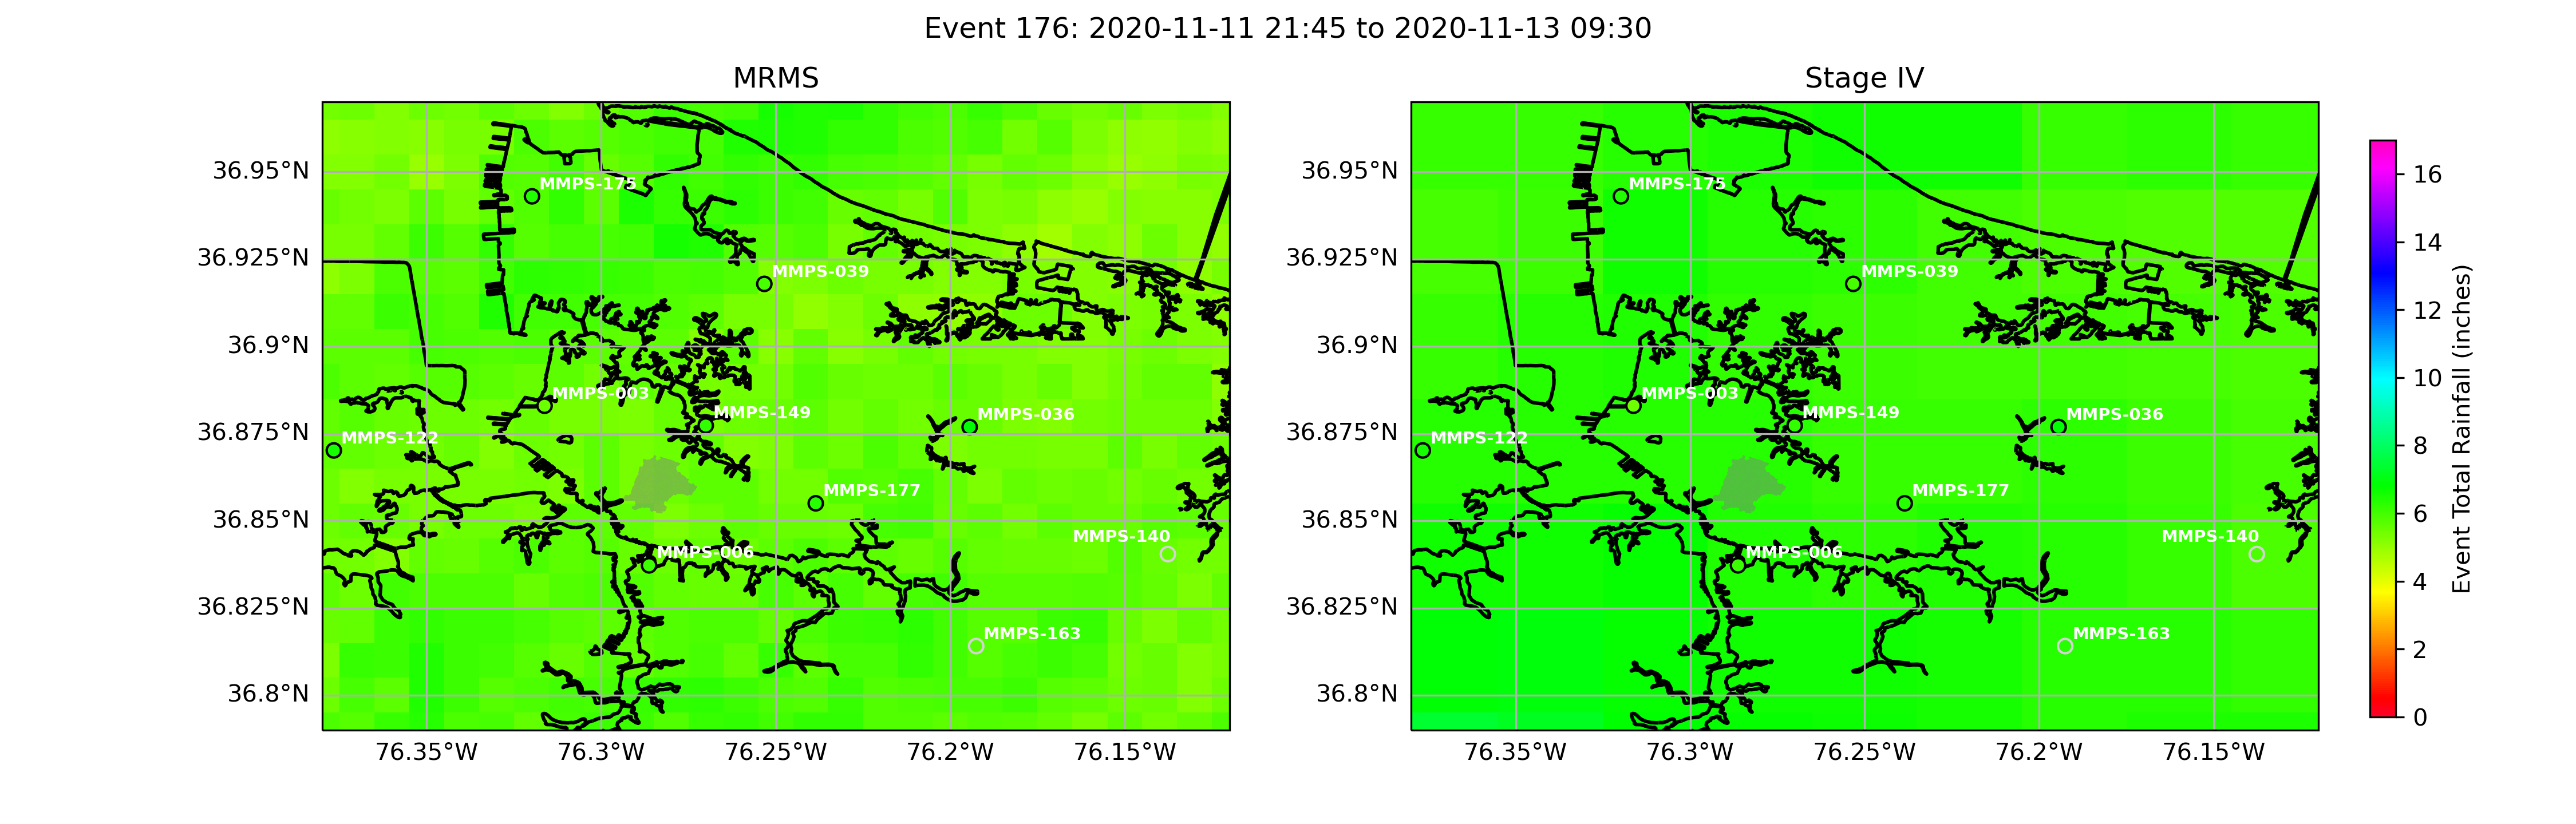 Event 176: 2020-11-11 21:45 to 2020-11-13 09:30
MRMS
36.95°N
36.925°N
36.9°N
36.875°N
36.85°N
36.825°N
36.8°N
76.35°W
76.3°W
76.25°W
76.2°W
76.15°W
MMPS-175
MMPS-039
MMPS-003
MMPS-149
MMPS-036
MMPS-122
MMPS-177
MMPS-140
MMPS-006
MMPS-163
Stage IV
36.95°N
36.925°N
36.9°N
36.875°N
36.85°N
36.825°N
36.8°N
76.35°W
76.3°W
76.25°W
76.2°W
76.15°W
MMPS-175
MMPS-039
MMPS-003
MMPS-149
MMPS-036
MMPS-122
MMPS-177
MMPS-140
MMPS-006
MMPS-163
16
14
12
10
8
6
4
2
0
Event Total Rainfall (inches)